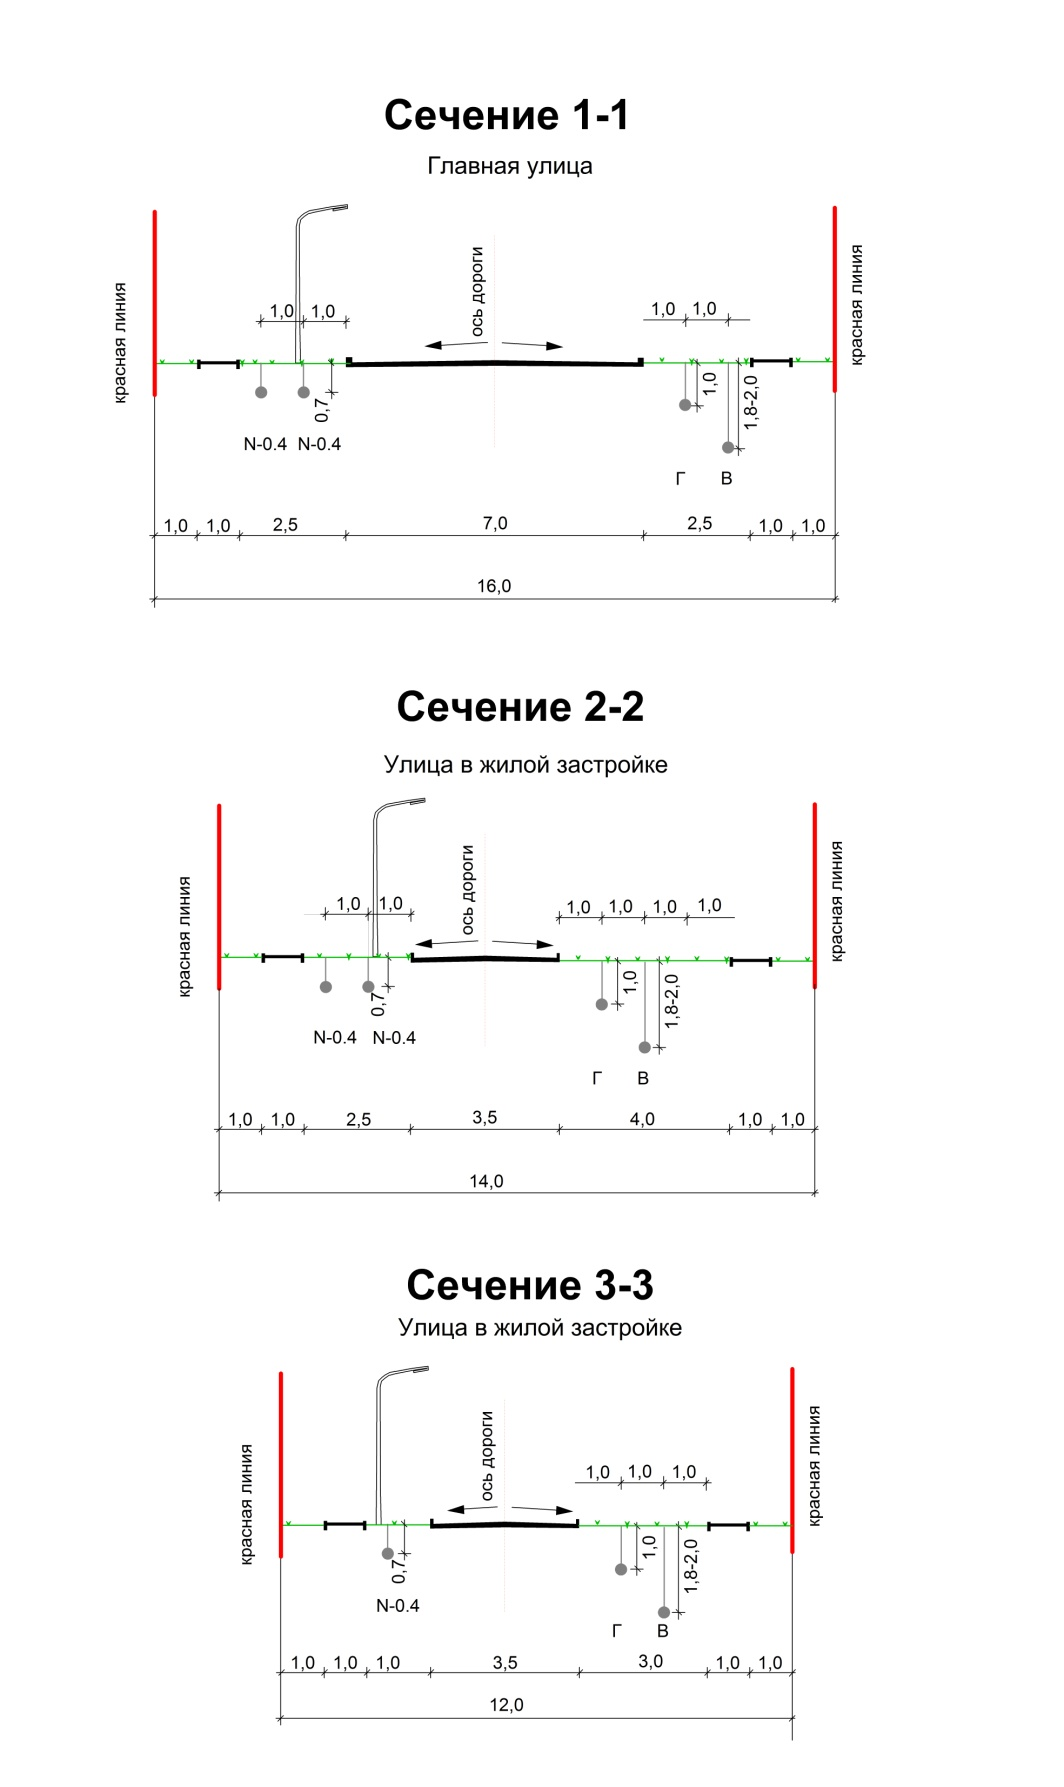 Сечение 1-1
Главная улица
красная линия
ось дороги
красная линия
1,0 1,0
1,0 1,0
0,7
1,0
1,8-2,0
N-0.4 N-0.4
Г В
1,0 1,0 2,5 7,0 2,5 1,0 1,0
16,0
Сечение 2-2
Улица в жилой застройке
красная линия
ось дороги
красная линия
1,0 1,0
1,0 1,0 1,0 1,0
0,7
1,0
1,8-2,0
N-0.4 N-0.4
Г В
1,0 1,0 2,5 3,5 4,0 1,0 1,0
14,0
Сечение 3-3
Улица в жилой застройке
красная линия
ось дороги
красная линия
1,0 1,0 1,0
0,7
1,0
1,8-2,0
N-0.4
Г В
1,0 1,0 1,0 3,5 3,0 1,0 1,0
12,0